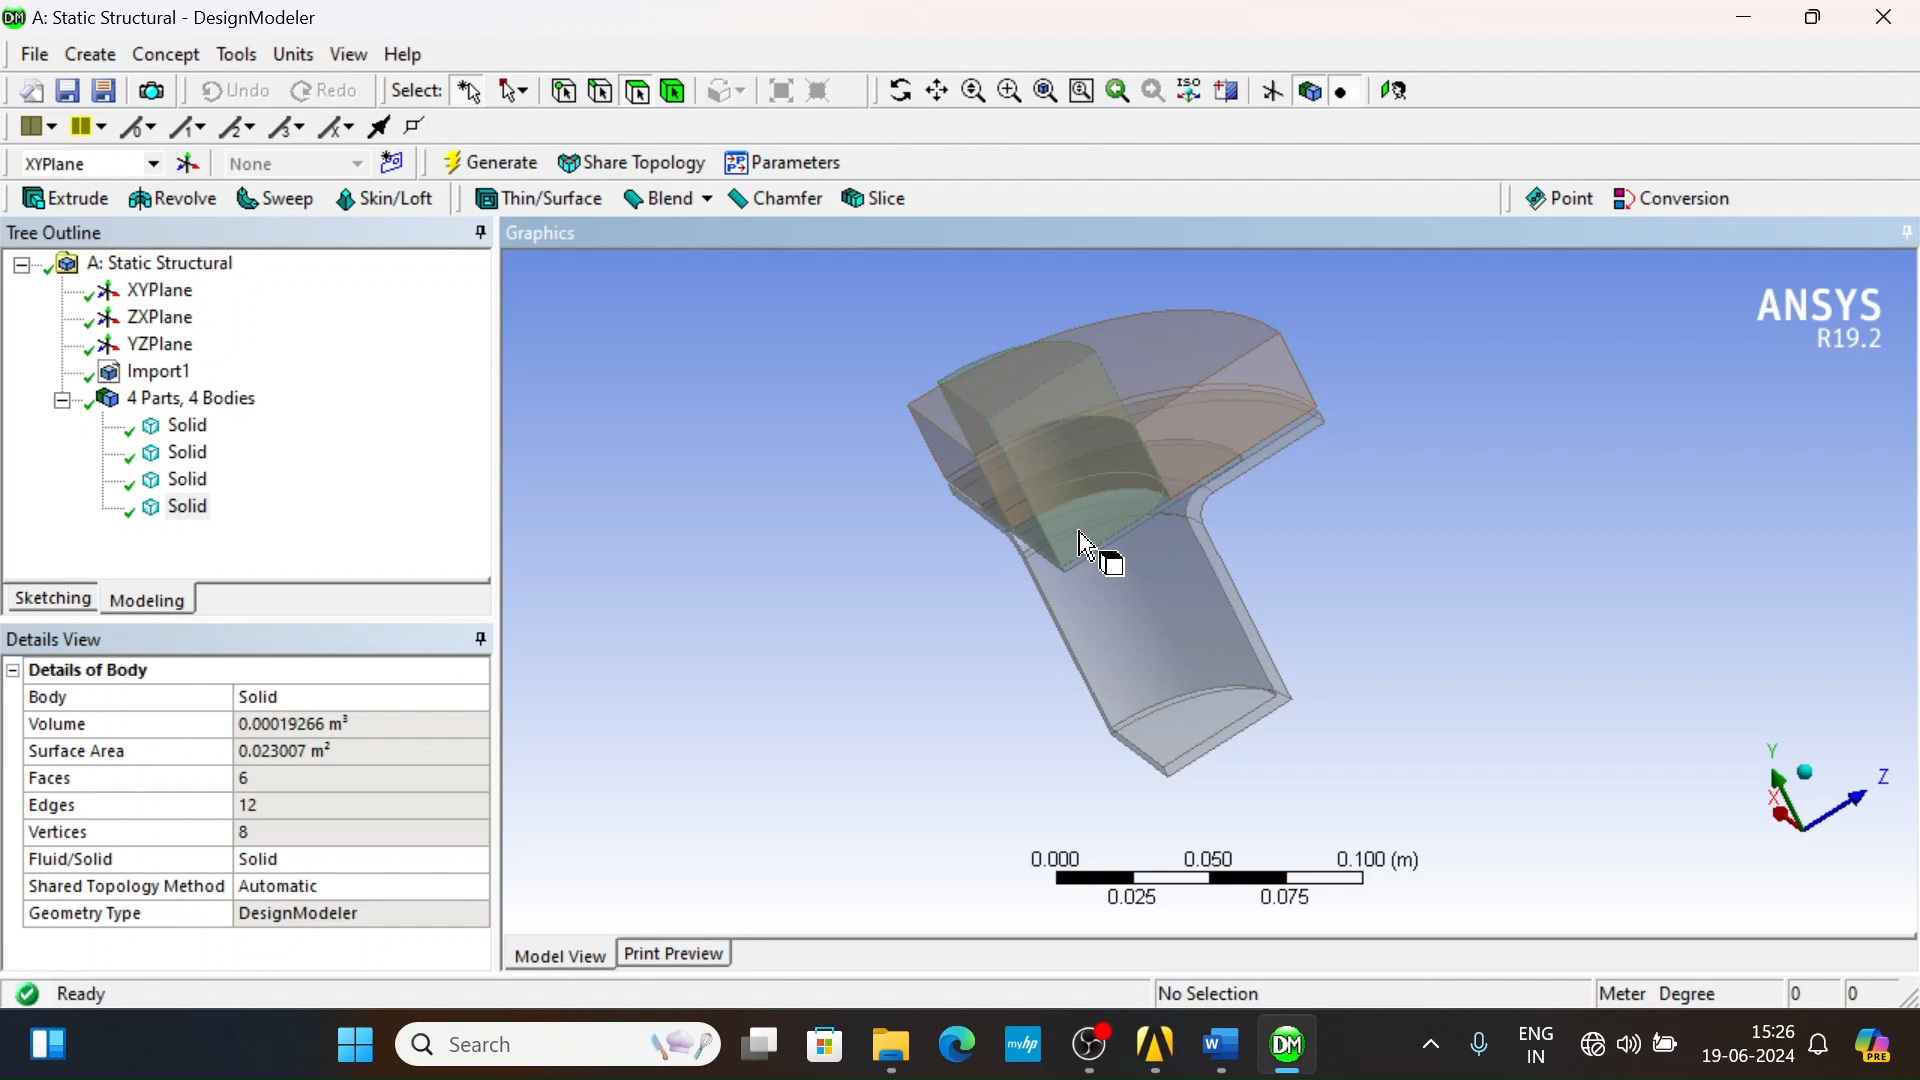 DM A: Static Structural - DesignModeler
File Create Concept Tools Units View Help
Undo Redo Select: ISO
XYPlane None Generate Share Topology Parameters
Extrude Revolve Sweep Skin/Loft Thin/Surface Blend Chamfer Slice Point Conversion
Tree Outline
A: Static Structural
XYPlane
ZXPlane
YZPlane
Import1
4 Parts, 4 Bodies
Solid
Solid
Solid
Solid
Sketching Modeling
Details View
Details of Body
Body Solid
Volume 0.00019266 m³
Surface Area 0.023007 m²
Faces 6
Edges 12
Vertices 8
Fluid/Solid Solid
Shared Topology Method Automatic
Geometry Type DesignModeler
Graphics
ANSYS
R19.2
Y
Z
X
0.000 0.050 0.100 (m)
0.025 0.075
Model View Print Preview
Ready No Selection Meter Degree 0 0
Search myhp W DM ENG
IN
15:26
19-06-2024
PRE